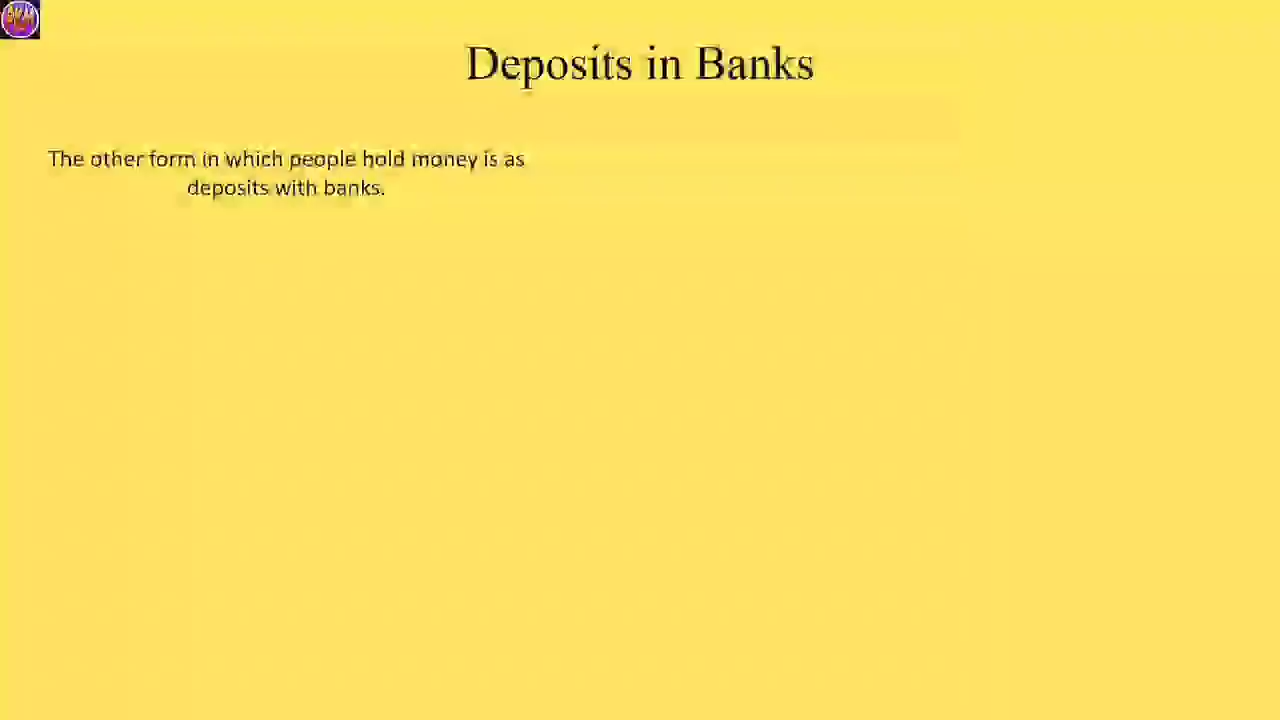 Deposits in Banks
The other form in which people hold money is as
deposits with banks.